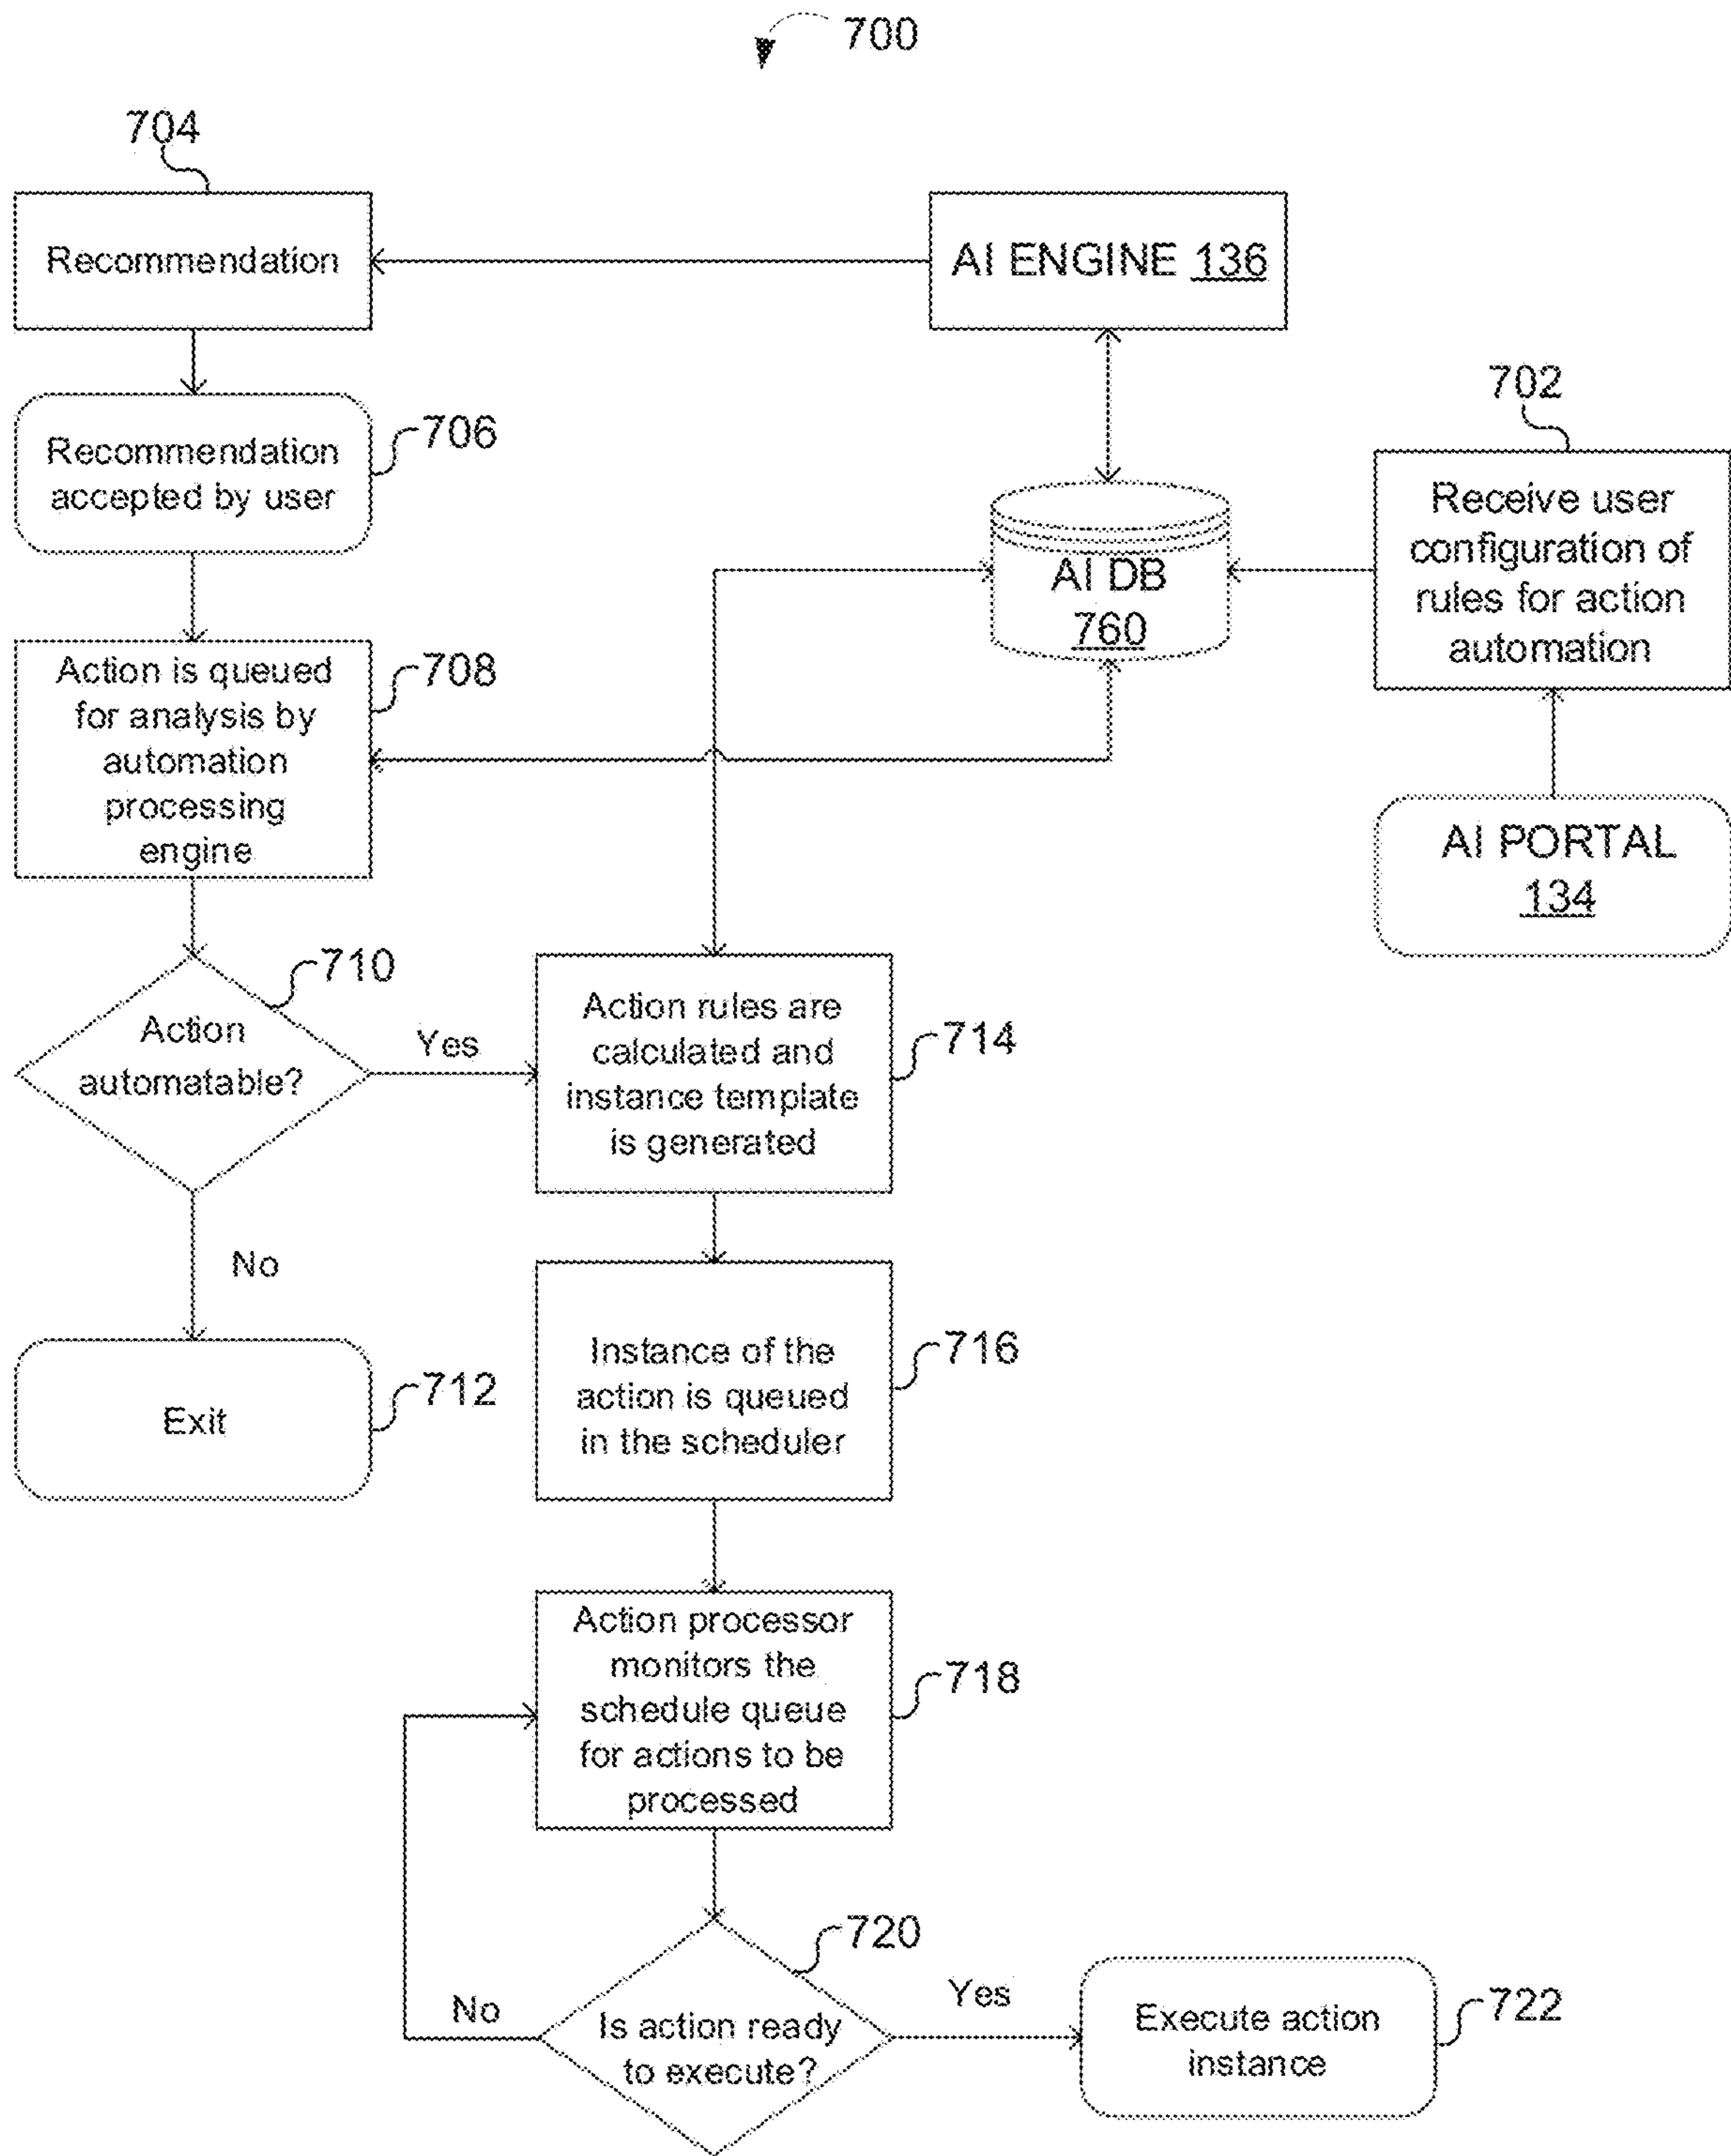 700
704
Recommendation
AI ENGINE 136
702
Recommendation
accepted by user
706
Receive user
configuration of
rules for action
automation
AI DB
760
Action is queued
for analysis by
automation
processing
engine
708
AI PORTAL
134
710
Action
automatable?
Yes
No
Action rules are
calculated and
instance template
is generated
714
Exit
712
Instance of the
action is queued
in the scheduler
716
Action processor
monitors the
schedule queue
for actions to be
processed
718
720
Is action ready
to execute?
No
Yes
Execute action
instance
722